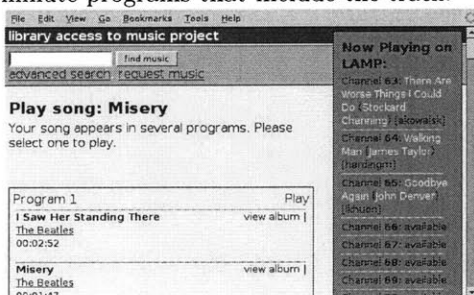 File Edit View Go Bookmarks Tools Help
library access to music project
find music
advanced search request music
Play song: Misery
Your song appears in several programs. Please
select one to play.
Program 1 Play
I Saw Her Standing There view album |
The Beatles
00:02:52
Misery view album |
The Beatles
Now Playing on
LAMP:
Channel 63: There Are
Worse Things I Could
Do (Stockard
Channing) [akowalsk]
Channel 64: Walking
Man (James Taylor)
[hardingm]
Channel 65: Goodbye
Again (John Denver)
[lkhuon]
Channel 66: available
Channel 67: available
Channel 68: available
Channel 69: available